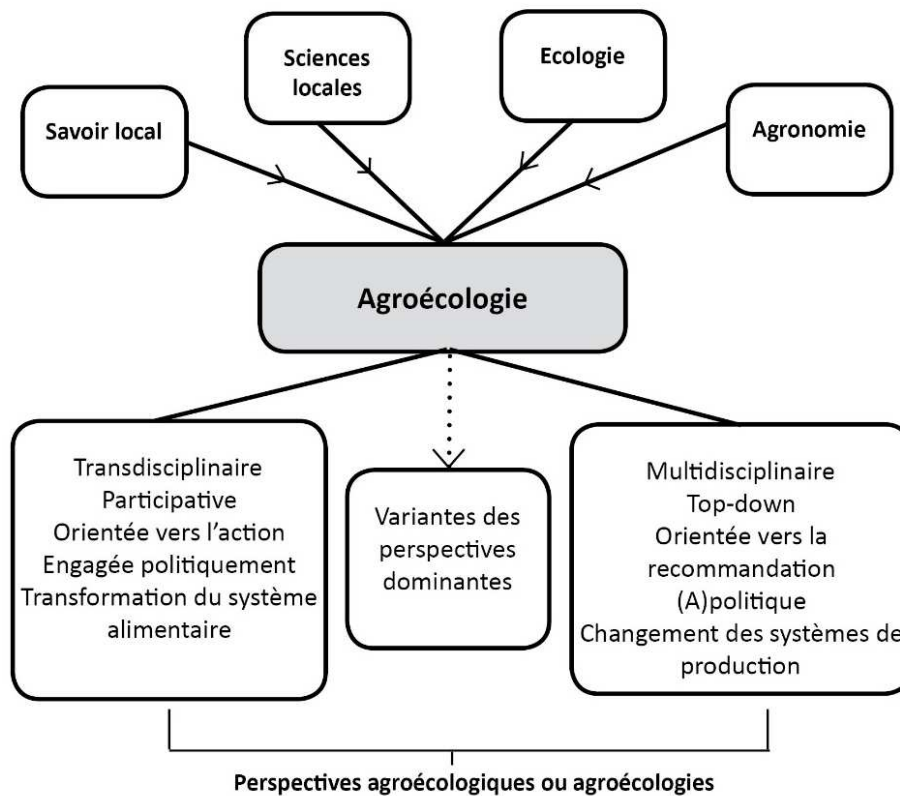 Sciences
locales
Ecologie
Savoir local
Agronomie
Agroécologie
Transdisciplinaire
Participative
Orientée vers l’action
Engagée politiquement
Transformation du système
alimentaire
Variantes des
perspectives
dominantes
Multidisciplinaire
Top-down
Orientée vers la
recommandation
(A)politique
Changement des systèmes de
production
Perspectives agroécologiques ou agroécologies